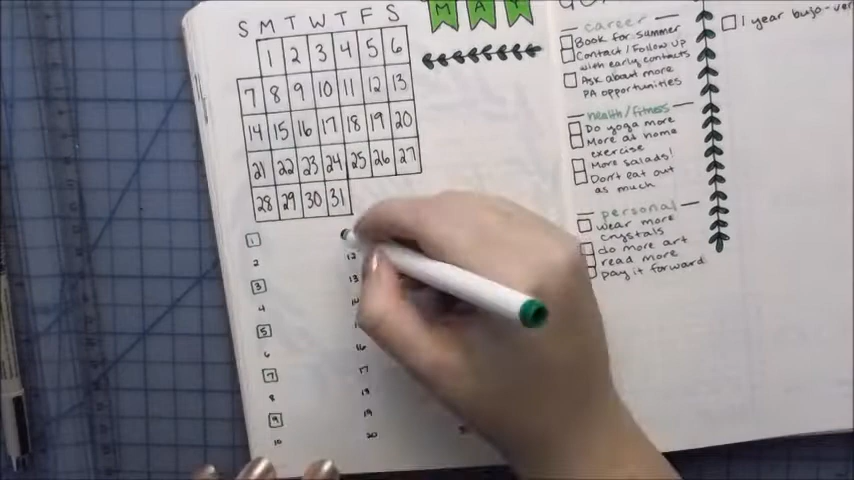 S M T W T F S
1 2 3 4 5 6
7 8 9 10 11 12 13
14 15 16 17 18 19 20
21 22 23 24 25 26 27
28 29 30 31
1
2
3
4
5
6
7
8
9
10
12
13
16
17
18
19
20
MAY
career
Book for summer
Contact/Follow up
with early contacts
Ask about more
PA opportunities
health/fitness
Do yoga more
More at home
exercise
More salads!
Don't eat out
as much
personal
wear more
crystals
do more art
read more
pay it forward
1 year bujo-ver